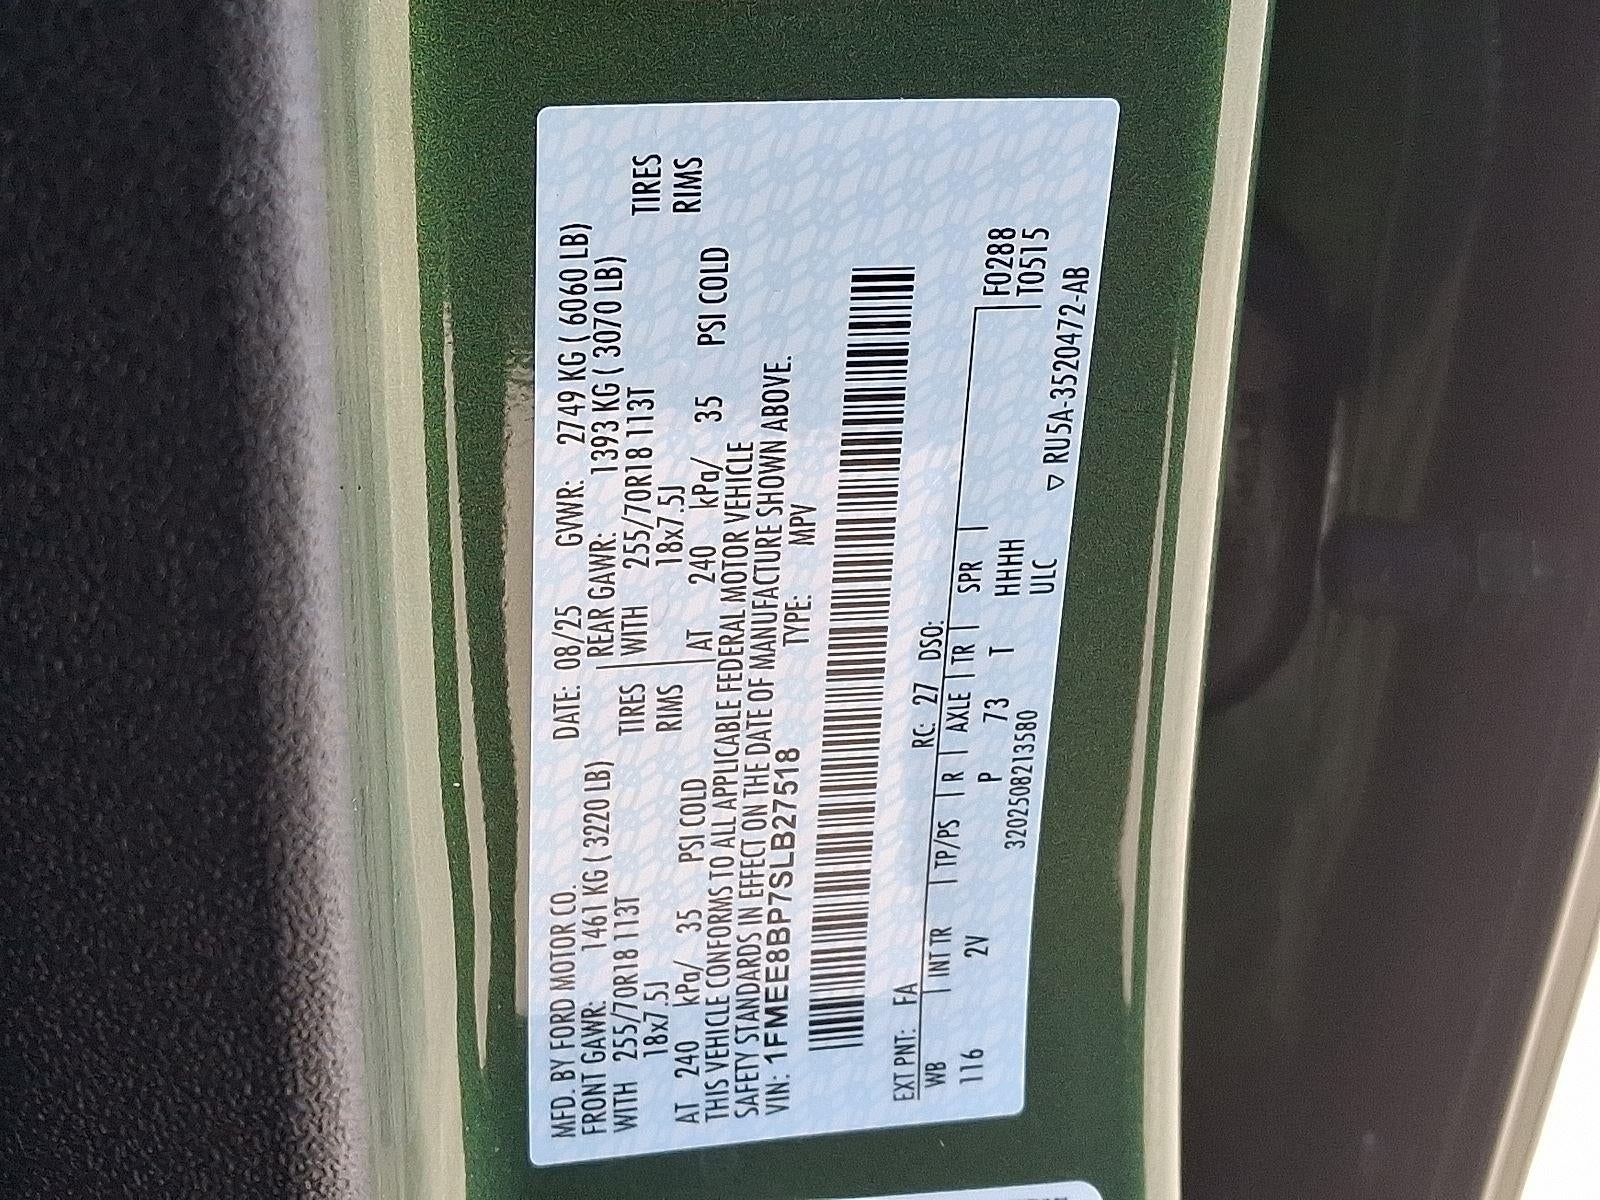 MFD. BY FORD MOTOR CO. DATE: 08/25 GVWR: 2749 KG ( 6060 LB)
FRONT GAWR: 1461 KG ( 3220 LB) REAR GAWR: 1393 KG ( 3070 LB)
WITH 255/70R18 113T TIRES WITH 255/70R18 113T TIRES
18x7.5J RIMS 18x7.5J RIMS
AT 240 kPa/ 35 PSI COLD AT 240 kPa/ 35 PSI COLD
THIS VEHICLE CONFORMS TO ALL APPLICABLE FEDERAL MOTOR VEHICLE
SAFETY STANDARDS IN EFFECT ON THE DATE OF MANUFACTURE SHOWN ABOVE.
VIN: 1FMEE8BP7SLB27518 TYPE: MPV
EXT PNT: FA RC: 27 DSO:
WB | INT TR | TP/PS | R | AXLE | TR | SPR | F0288
116 2V P 73 T HHHH T0515
3202508213580 ULC ▽ RU5A-3520472-AB